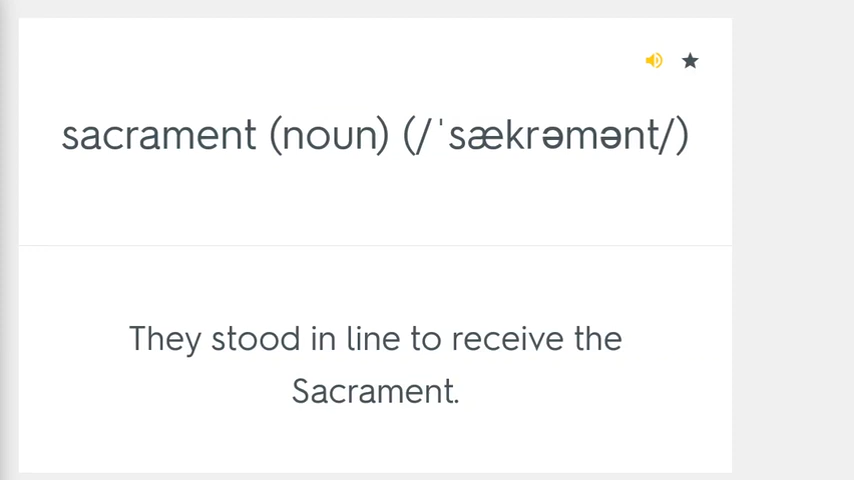 sacrament (noun) (/ˈsækrəmənt/)
They stood in line to receive the
Sacrament.